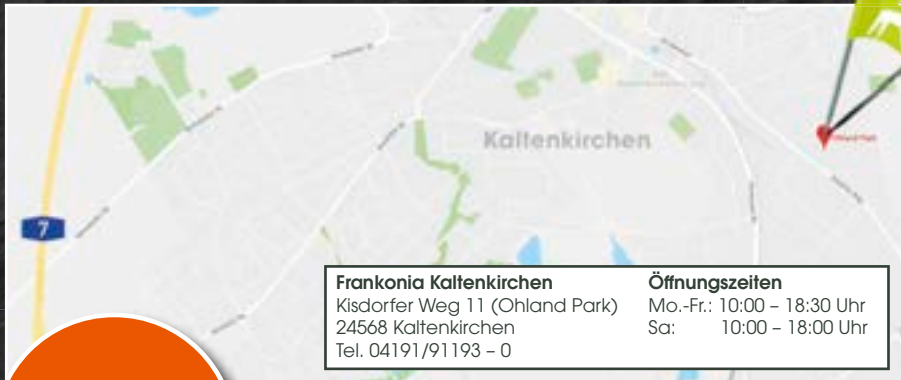 Kaltenkirchen
7
Frankonia Kaltenkirchen
Kisdorfer Weg 11 (Ohland Park)
24568 Kaltenkirchen
Tel. 04191/91193 – 0
Öffnungszeiten
Mo.-Fr.: 10:00 – 18:30 Uhr
Sa: 10:00 – 18:00 Uhr